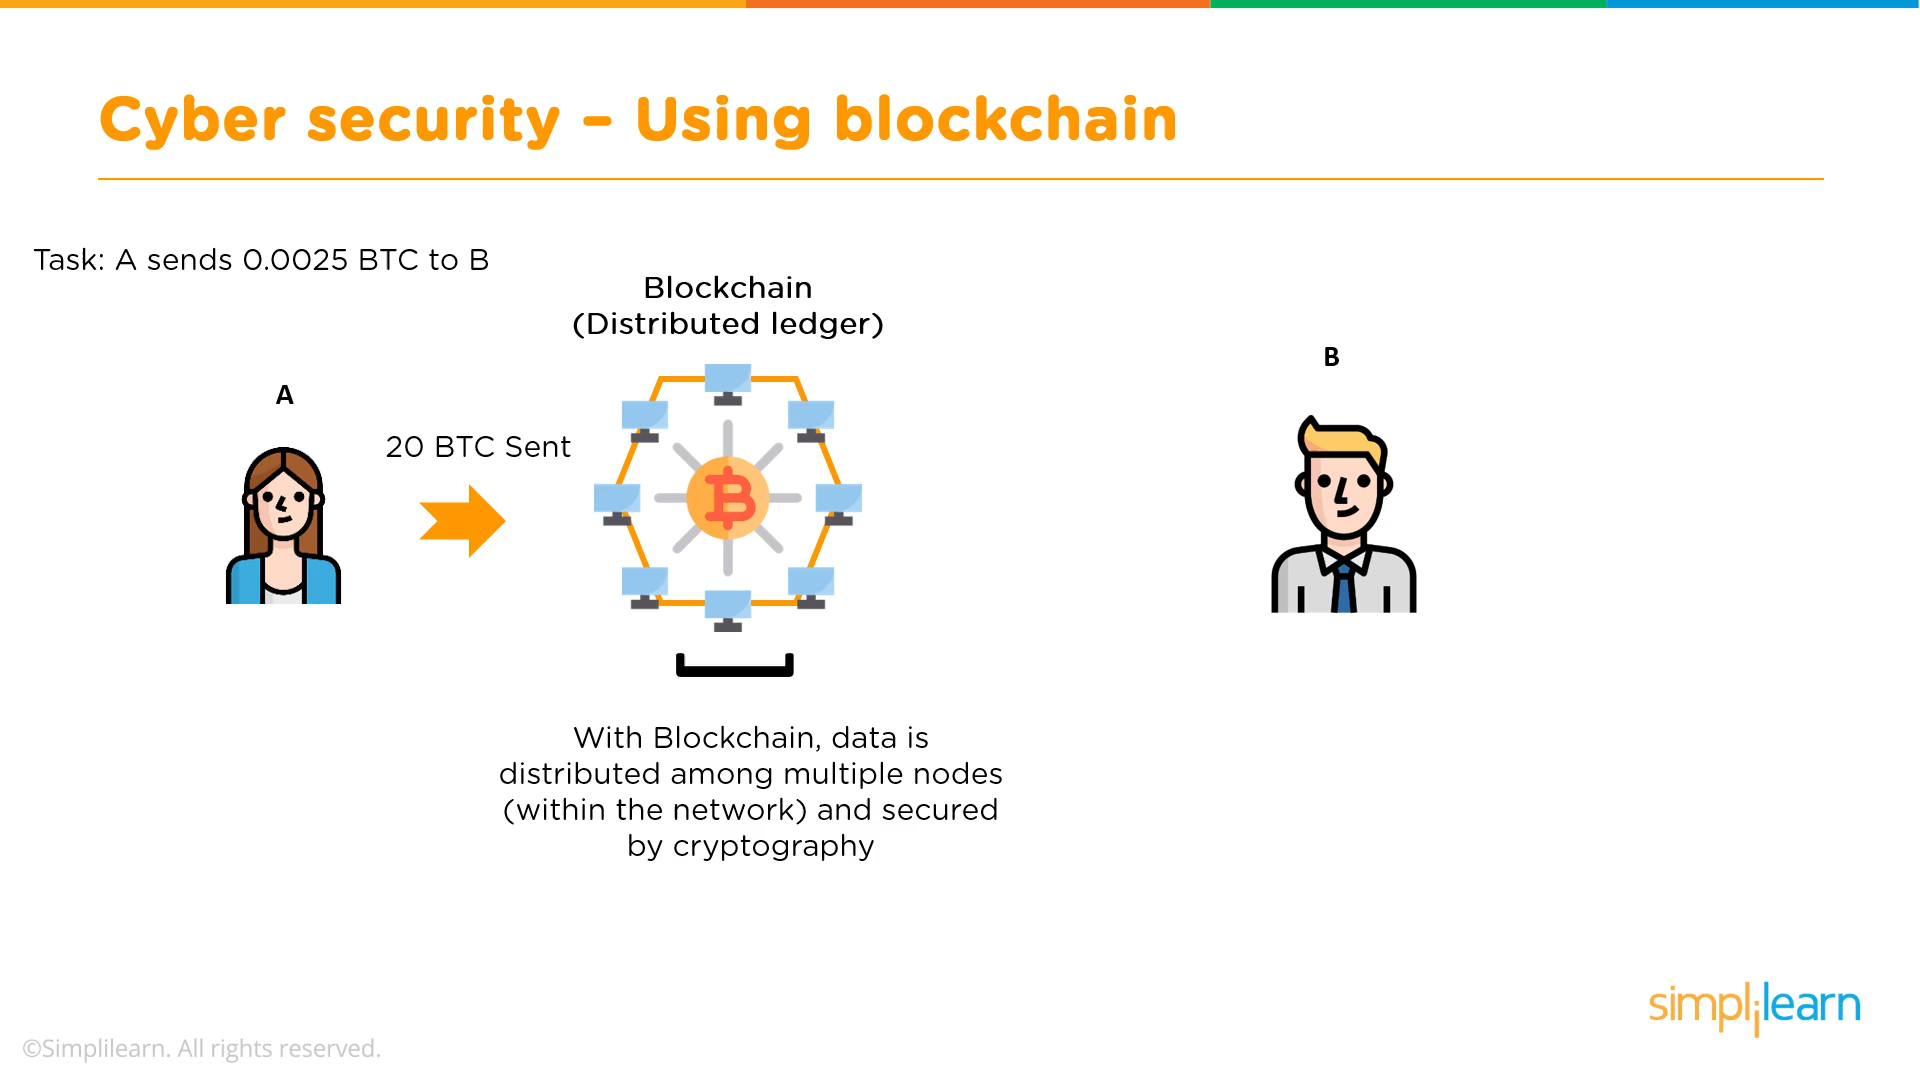 Cyber security – Using blockchain
Task: A sends 0.0025 BTC to B
Blockchain
(Distributed ledger)
A
B
20 BTC Sent
With Blockchain, data is
distributed among multiple nodes
(within the network) and secured
by cryptography
simplilearn
©Simplilearn. All rights reserved.